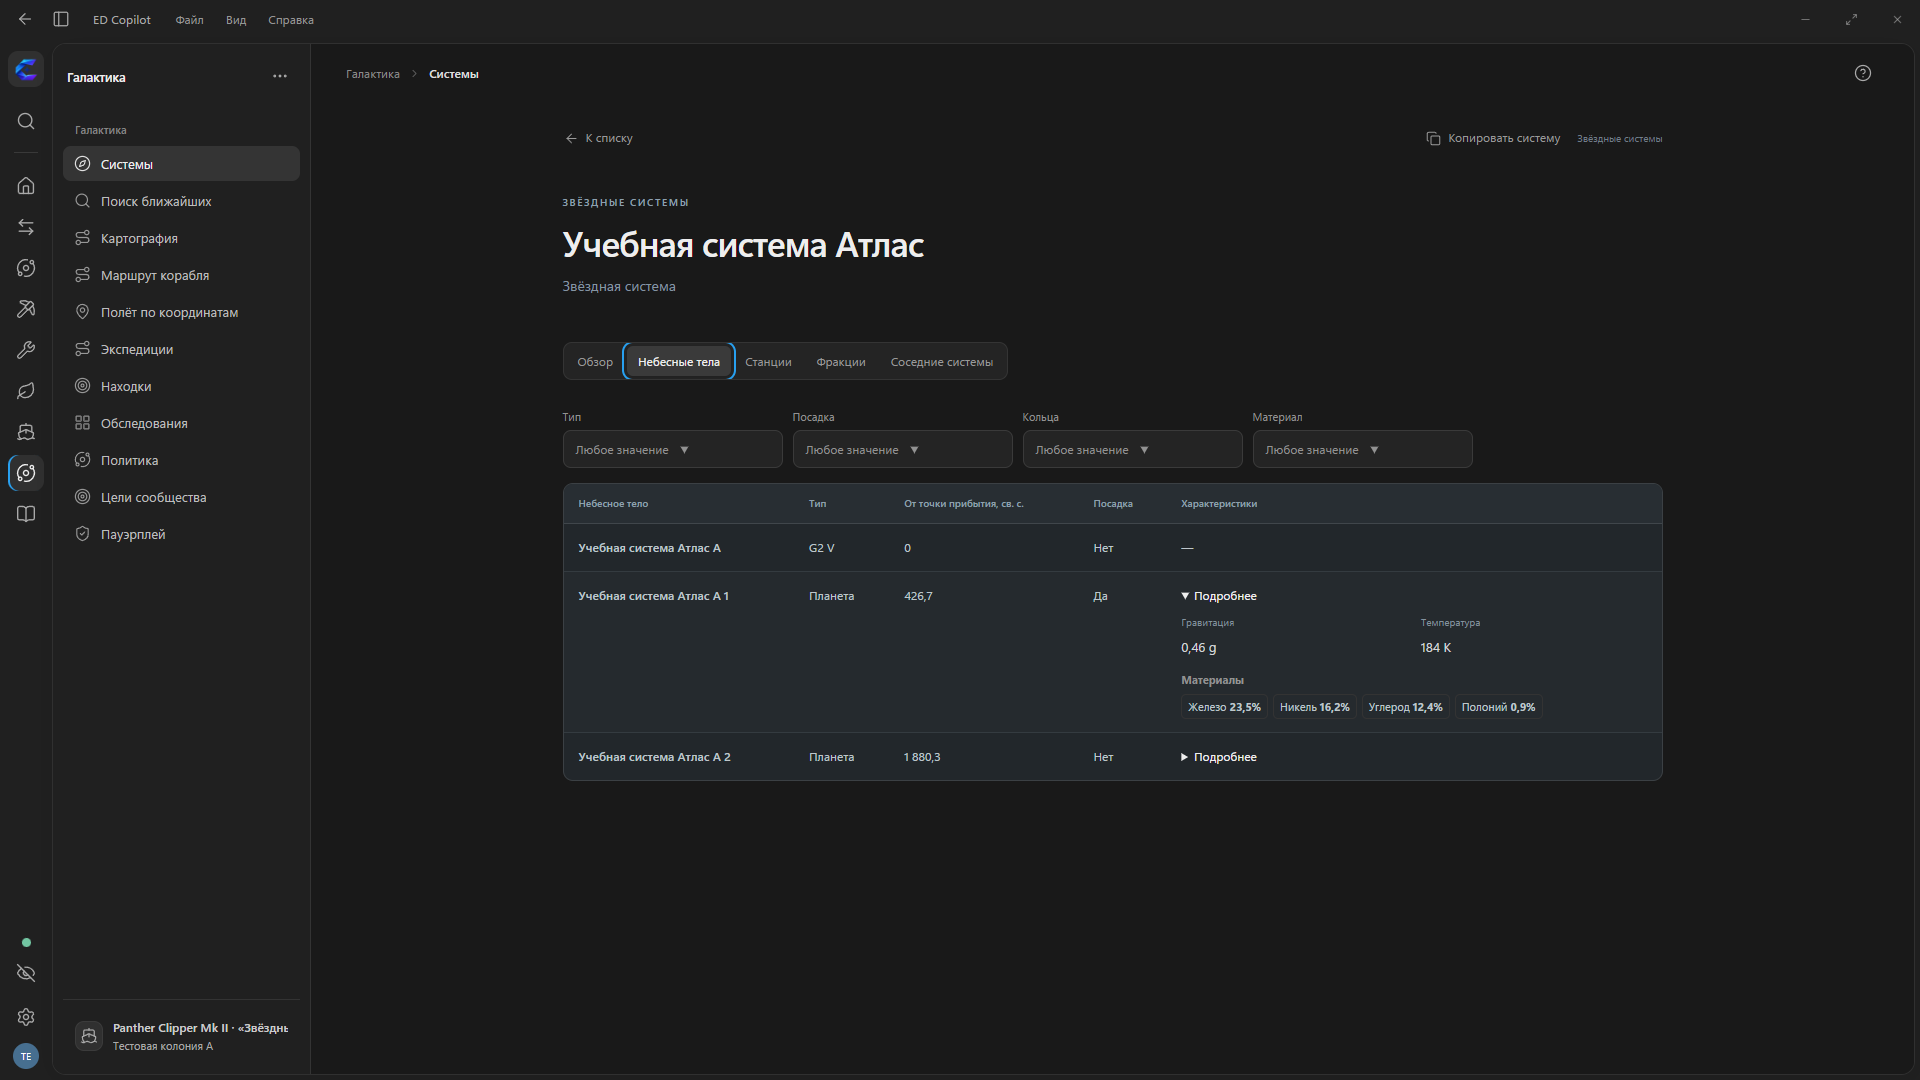 ED Copilot Файл Вид Справка
Галактика
Галактика
Системы
Поиск ближайших
Картография
Маршрут корабля
Полёт по координатам
Экспедиции
Находки
Обследования
Политика
Цели сообщества
Пауэрплей
Panther Clipper Mk II · «Звёздны
Тестовая колония А
TE
Галактика Системы
К списку
Копировать систему Звёздные системы
ЗВЁЗДНЫЕ СИСТЕМЫ
Учебная система Атлас
Звёздная система
Обзор Небесные тела Станции Фракции Соседние системы
Тип Посадка Кольца Материал
Любое значение Любое значение Любое значение Любое значение
Небесное тело Тип От точки прибытия, св. с. Посадка Характеристики
Учебная система Атлас A G2 V 0 Нет —
Учебная система Атлас A 1 Планета 426,7 Да Подробнее
Гравитация Температура
0,46 g 184 K
Материалы
Железо 23,5% Никель 16,2% Углерод 12,4% Полоний 0,9%
Учебная система Атлас A 2 Планета 1 880,3 Нет Подробнее